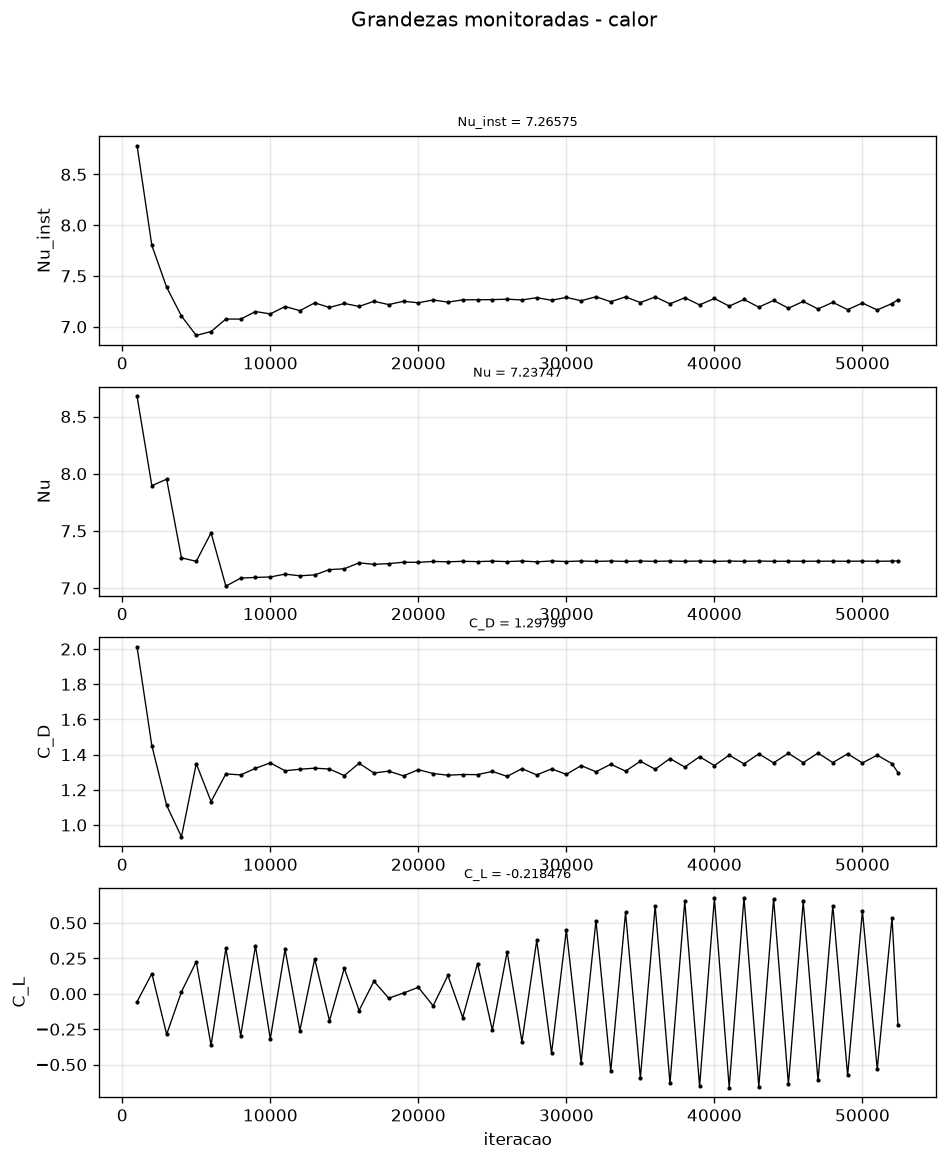 Grandezas monitoradas - calor
Nu_inst = 7.26575
Nu_inst
8.5
8.0
7.5
7.0
0 10000 20000 30000 40000 50000
Nu = 7.23747
Nu
8.5
8.0
7.5
7.0
0 10000 20000 30000 40000 50000
C_D = 1.29799
C_D
2.0
1.8
1.6
1.4
1.2
1.0
0 10000 20000 30000 40000 50000
C_L = -0.218476
C_L
0.50
0.25
0.00
−0.25
−0.50
0 10000 20000 30000 40000 50000
iteracao